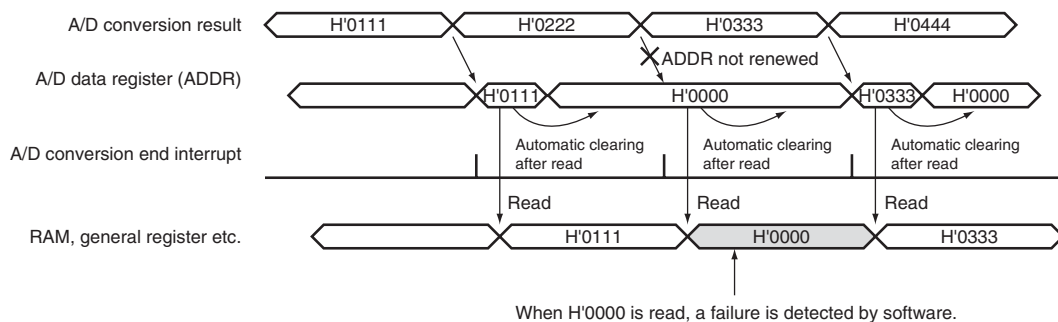 A/D conversion result
H'0111
H'0222
H'0333
H'0444
ADDR not renewed
A/D data register (ADDR)
H'0111
H'0000
H'0333
H'0000
A/D conversion end interrupt
Automatic clearing
after read
Automatic clearing
after read
Automatic clearing
after read
Read
Read
Read
RAM, general register etc.
H'0111
H'0000
H'0333
When H'0000 is read, a failure is detected by software.